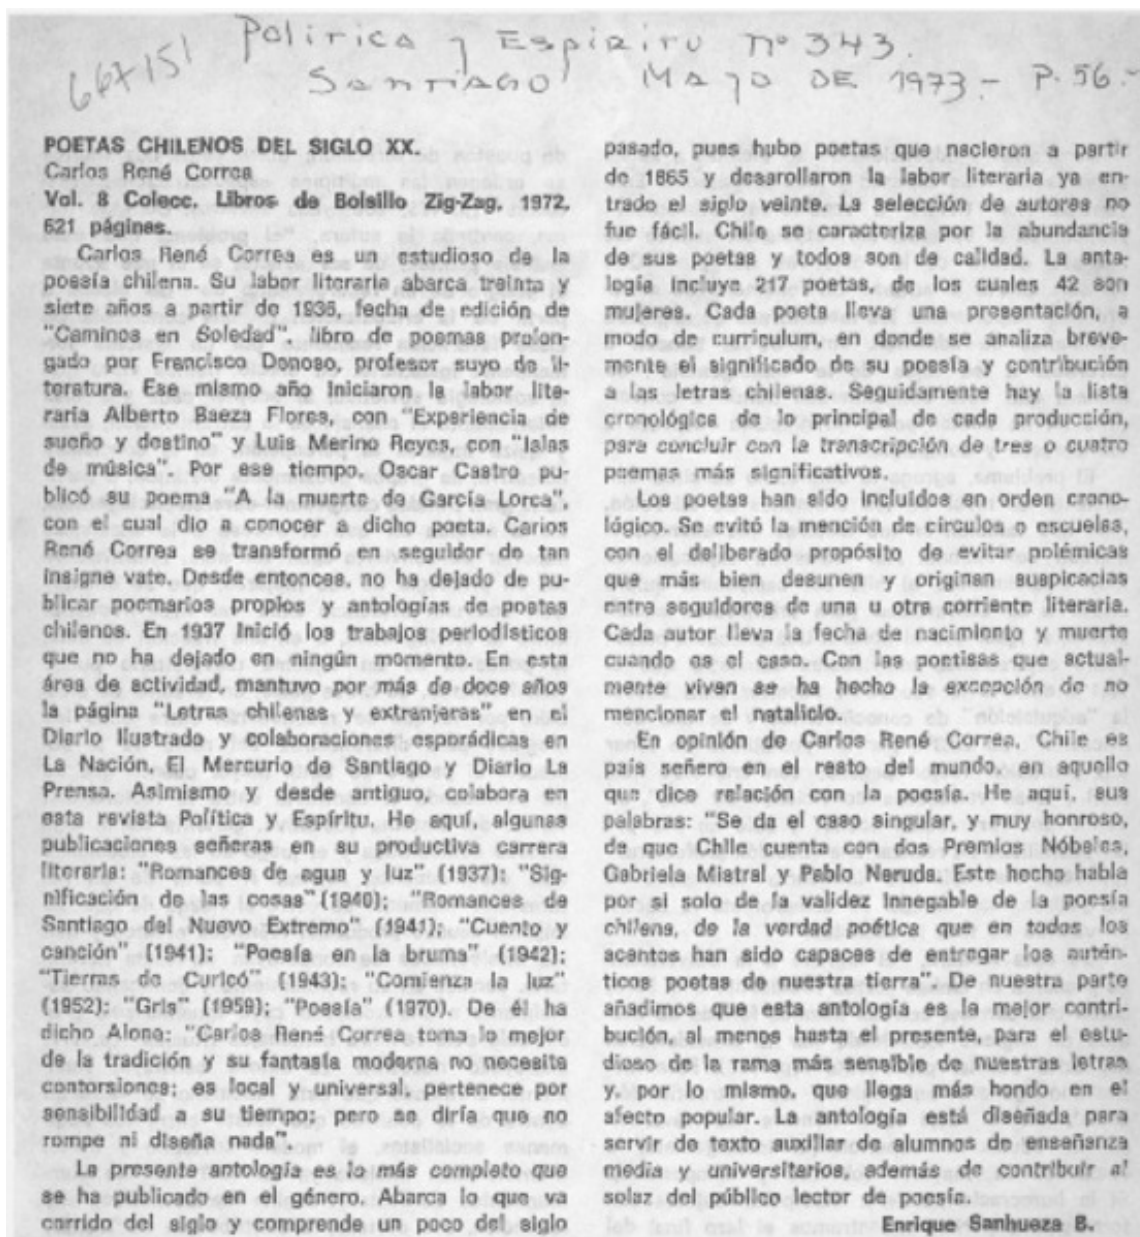 Política y Espíritu nº 343.
667151
Santiago Mayo DE 1973.- P. 56.-
POETAS CHILENOS DEL SIGLO XX.
Carlos René Correa
Vol. 8 Colecc. Libros de Bolsillo Zig-Zag, 1972,
621 páginas.
Carlos René Correa es un estudioso de la
poesía chilena. Su labor literaria abarca treinta y
siete años a partir de 1935, fecha de edición de
"Caminos en Soledad", libro de poemas prolon-
gado por Francisco Donoso, profesor suyo de li-
teratura. Ese mismo año iniciaron la labor lite-
raria Alberto Baeza Flores, con "Experiencia de
sueño y destino" y Luis Merino Reyes, con "Islas
de música". Por ese tiempo, Oscar Castro pu-
blicó su poema "A la muerte de García Lorca",
con el cual dio a conocer a dicho poeta. Carlos
René Correa se transformó en seguidor de tan
insigne vate. Desde entonces, no ha dejado de pu-
blicar poemarios propios y antologías de poetas
chilenos. En 1937 inició los trabajos periodísticos
que no ha dejado en ningún momento. En esta
área de actividad, mantuvo por más de doce años
la página "Letras chilenas y extranjeras" en el
Diario Ilustrado y colaboraciones esporádicas en
La Nación, El Mercurio de Santiago y Diario La
Prensa. Asimismo y desde antiguo, colabora en
esta revista Política y Espíritu. He aquí, algunas
publicaciones señeras en su productiva carrera
literaria: "Romances de agua y luz" (1937); "Sig-
nificación de las cosas" (1940); "Romances de
Santiago del Nuevo Extremo" (1941); "Cuento y
canción" (1941); "Poesía en la bruma" (1942);
"Tierras de Curicó" (1943); "Comienza la luz"
(1952); "Gris" (1959); "Poesía" (1970). De él ha
dicho Alone: "Carlos René Correa toma lo mejor
de la tradición y su fantasía moderna no necesita
contorsiones; es local y universal, pertenece por
sensibilidad a su tiempo; pero se diría que no
rompe ni diseña nada".
La presente antología es lo más completo que
se ha publicado en el género. Abarca lo que va
corrido del siglo y comprende un poco del siglo
pasado, pues hubo poetas que nacieron a partir
de 1865 y desarollaron la labor literaria ya en-
trado el siglo veinte. La selección de autores no
fue fácil. Chile se caracteriza por la abundancia
de sus poetas y todos son de calidad. La anto-
logía incluye 217 poetas, de los cuales 42 son
mujeres. Cada poeta lleva una presentación, a
modo de curriculum, en donde se analiza breve-
mente el significado de su poesía y contribución
a las letras chilenas. Seguidamente hay la lista
cronológica de lo principal de cada producción,
para concluir con la transcripción de tres o cuatro
poemas más significativos.
Los poetas han sido incluidos en orden crono-
lógico. Se evitó la mención de círculos o escuelas,
con el deliberado propósito de evitar polémicas
que más bien desunen y originan suspicacias
entre seguidores de una u otra corriente literaria.
Cada autor lleva la fecha de nacimiento y muerte
cuando es el caso. Con las poetisas que actual-
mente viven se ha hecho la excepción de no
mencionar el natalicio.
En opinión de Carlos René Correa, Chile es
país señero en el resto del mundo, en aquello
que dice relación con la poesía. He aquí, sus
palabras: "Se da el caso singular, y muy honroso,
de que Chile cuenta con dos Premios Nóbeles,
Gabriela Mistral y Pablo Neruda. Este hecho habla
por si solo de la validez innegable de la poesía
chilena, de la verdad poética que en todos los
acentos han sido capaces de entregar los autén-
ticos poetas de nuestra tierra". De nuestra parte
añadimos que esta antología es la mejor contri-
bución, al menos hasta el presente, para el estu-
dioso de la rama más sensible de nuestras letras
y, por lo mismo, que llega más hondo en el
afecto popular. La antología está diseñada para
servir de texto auxiliar de alumnos de enseñanza
media y universitarios, además de contribuir al
solaz del público lector de poesía.
Enrique Sanhueza B.